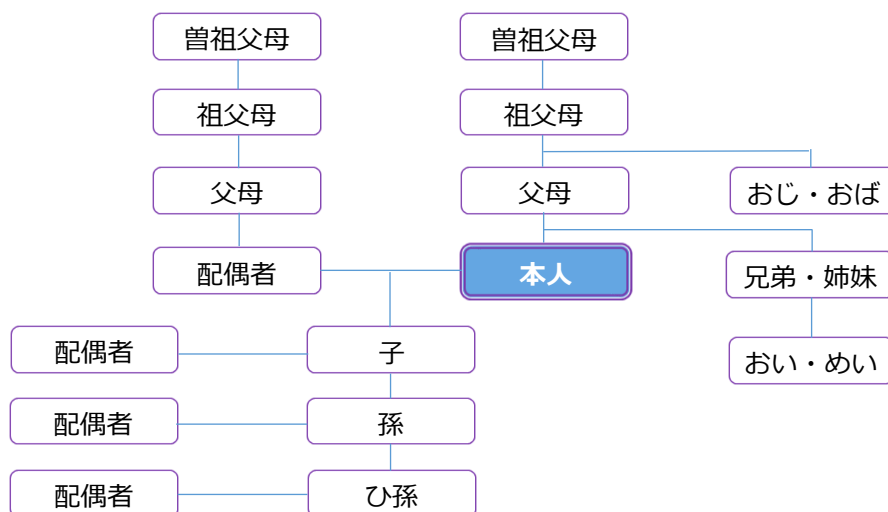 曽祖父母
曽祖父母
祖父母
祖父母
父母
父母
おじ・おば
配偶者
本人
兄弟・姉妹
配偶者
子
おい・めい
配偶者
孫
配偶者
ひ孫